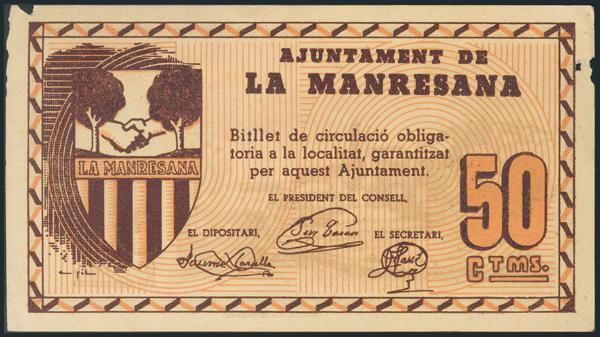 AJUNTAMENT DE
LA MANRESANA
LA MANRESANA
Bitllet de circulació obliga-
toria a la localitat, garantitzat
per aquest Ajuntament.
EL PRESIDENT DEL CONSELL,
EL DIPOSITARI,
EL SECRETARI,
50
CTMS.